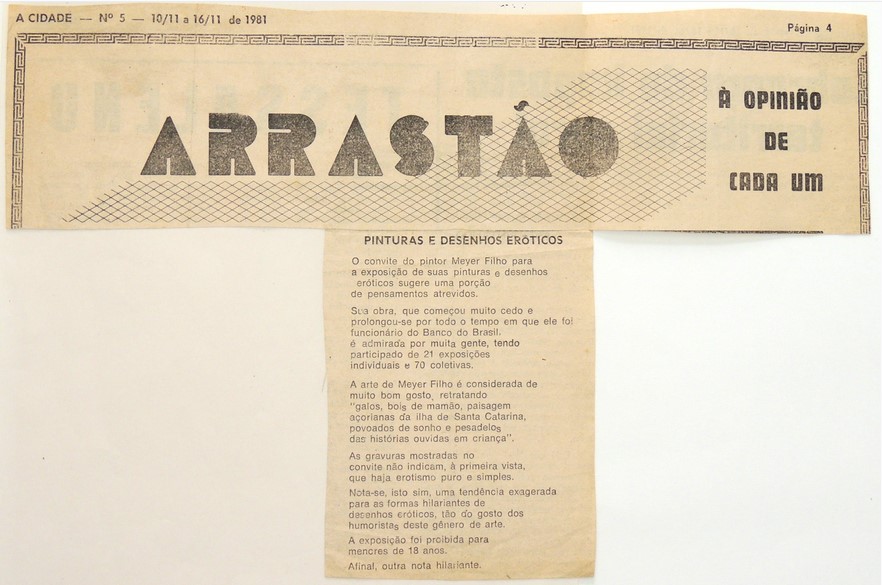 A CIDADE — Nº 5 — 10/11 a 16/11 de 1981
Página 4
ARRASTÃO
À OPINIÃO
DE
CADA UM
PINTURAS E DESENHOS ERÓTICOS
O convite do pintor Meyer Filho para
a exposição de suas pinturas e desenhos
eróticos sugere uma porção
de pensamentos atrevidos.
Sua obra, que começou muito cedo e
prolongou-se por todo o tempo em que ele foi
funcionário do Banco do Brasil.
é admirada por muita gente, tendo
participado de 21 exposições
individuais e 70 coletivas.
A arte de Meyer Filho é considerada de
muito bom gosto, retratando
"galos, bois de mamão, paisagem
açorianas da ilha de Santa Catarina,
povoados de sonho e pesadelos
das histórias ouvidas em criança".
As gravuras mostradas no
convite não indicam, à primeira vista,
que haja erotismo puro e simples.
Nota-se, isto sim, uma tendência exagerada
para as formas hilariantes de
desenhos eróticos, tão do gosto dos
humoristas deste gênero de arte.
A exposição foi proibida para
menores de 18 anos.
Afinal, outra nota hilariante.